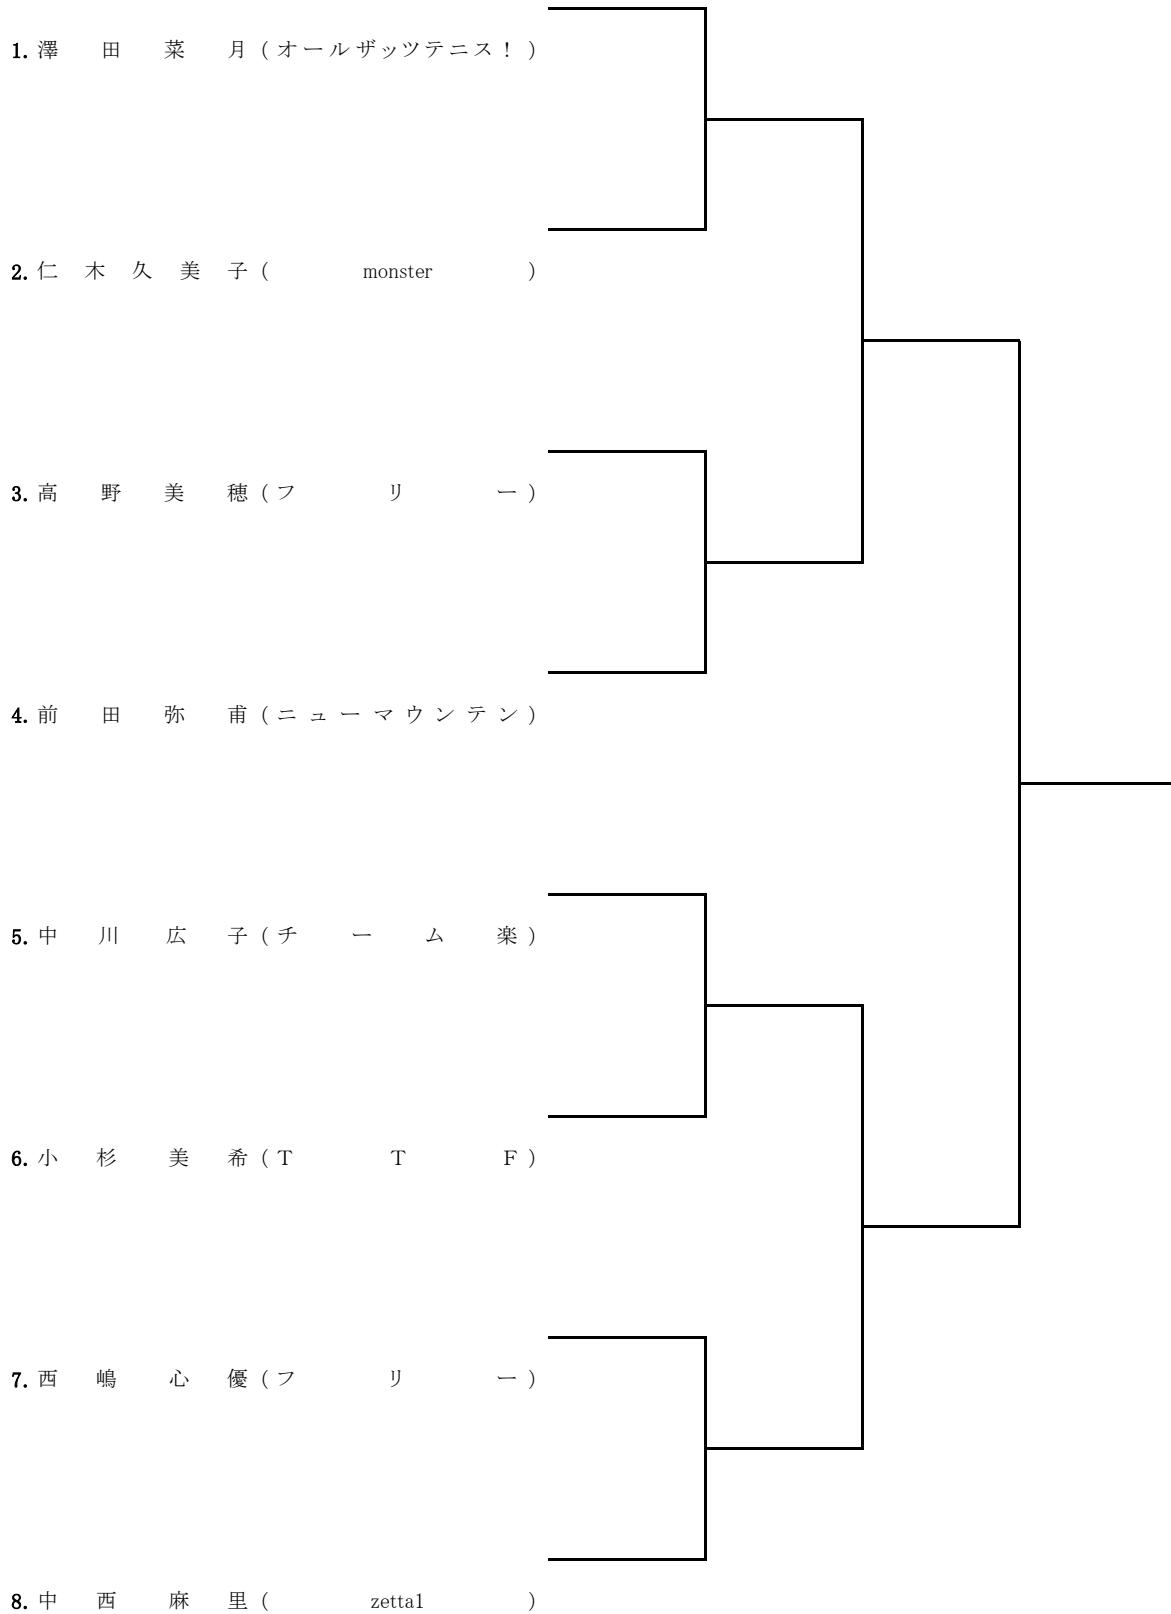 1. 澤田菜月(オールザッツテニス!)
2. 仁木久美子(monster)
3. 高野美穂(フリー)
4. 前田弥甫(ニューマウンテン)
5. 中川広子(チーム楽)
6. 小杉美希(TTF)
7. 西嶋心優(フリー)
8. 中西麻里(zetta1)